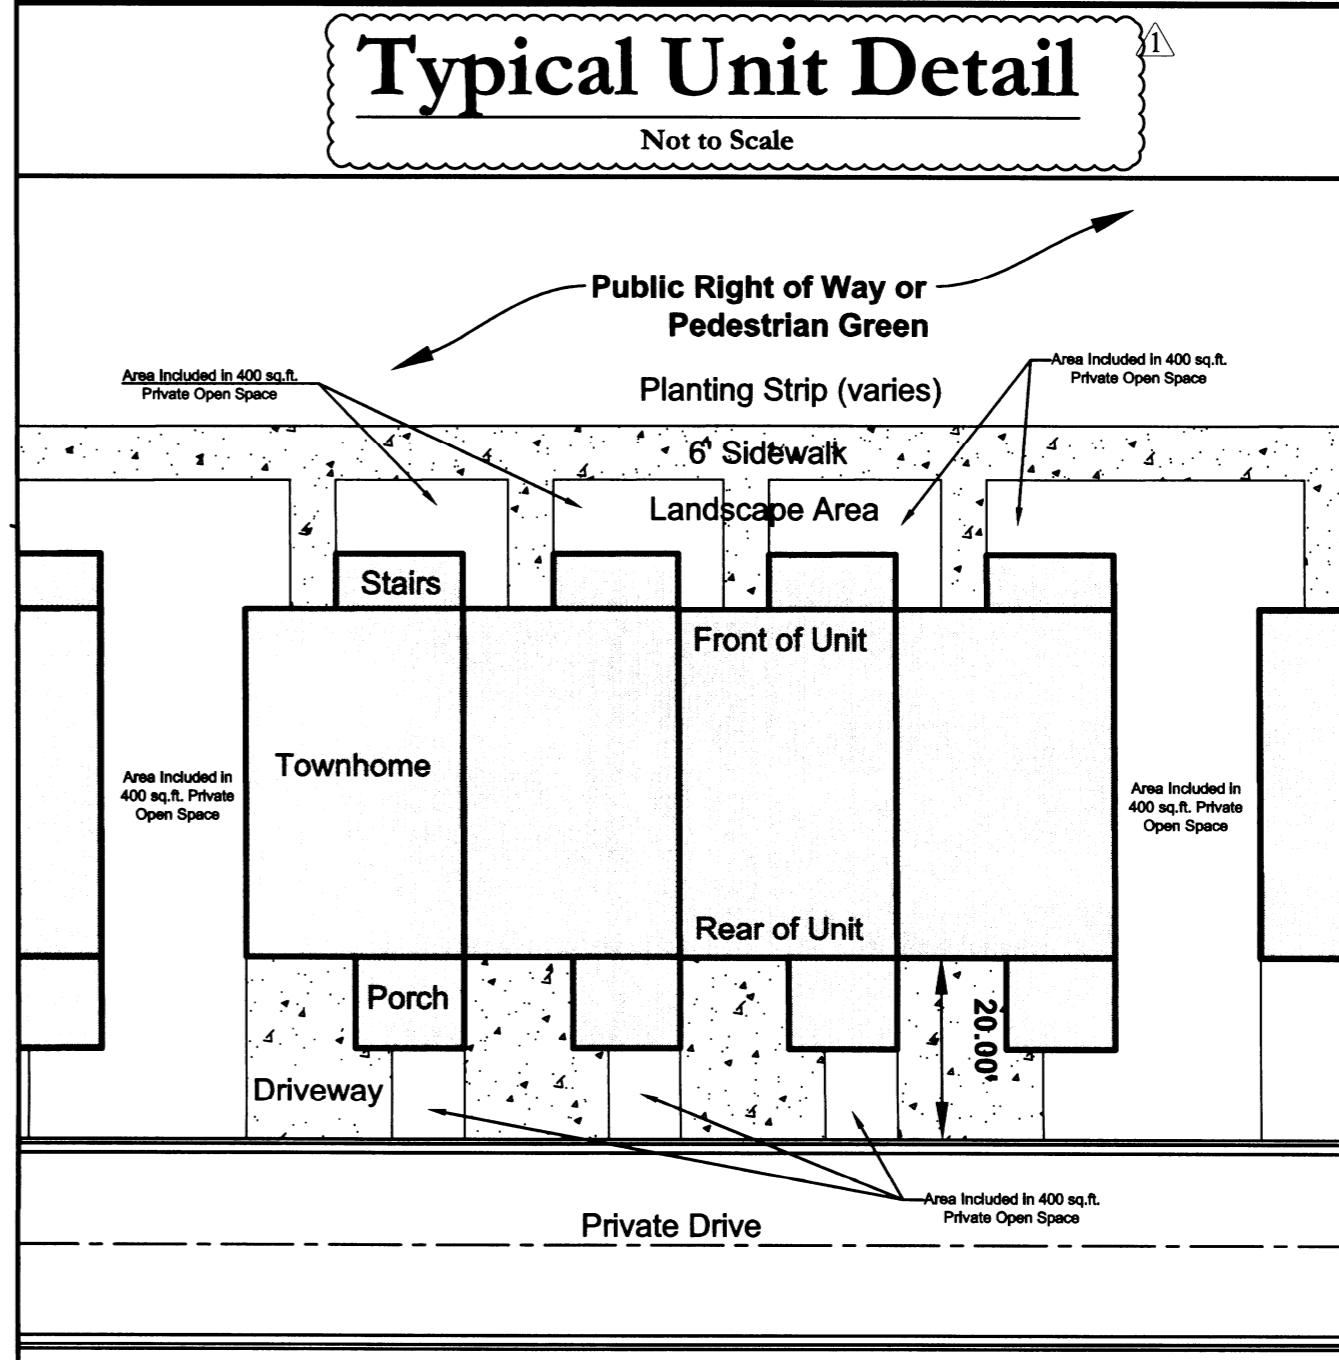 Typical Unit Detail
1
Not to Scale
Public Right of Way or
Pedestrian Green
Area Included in 400 sq.ft.
Private Open Space
Area Included in 400 sq.ft.
Private Open Space
Planting Strip (varies)
6' Sidewalk
Landscape Area
Stairs
Front of Unit
Townhome
Area Included in
400 sq.ft. Private
Open Space
Area Included in
400 sq.ft. Private
Open Space
Rear of Unit
Porch
20.00'
Driveway
Area Included in 400 sq.ft.
Private Open Space
Private Drive